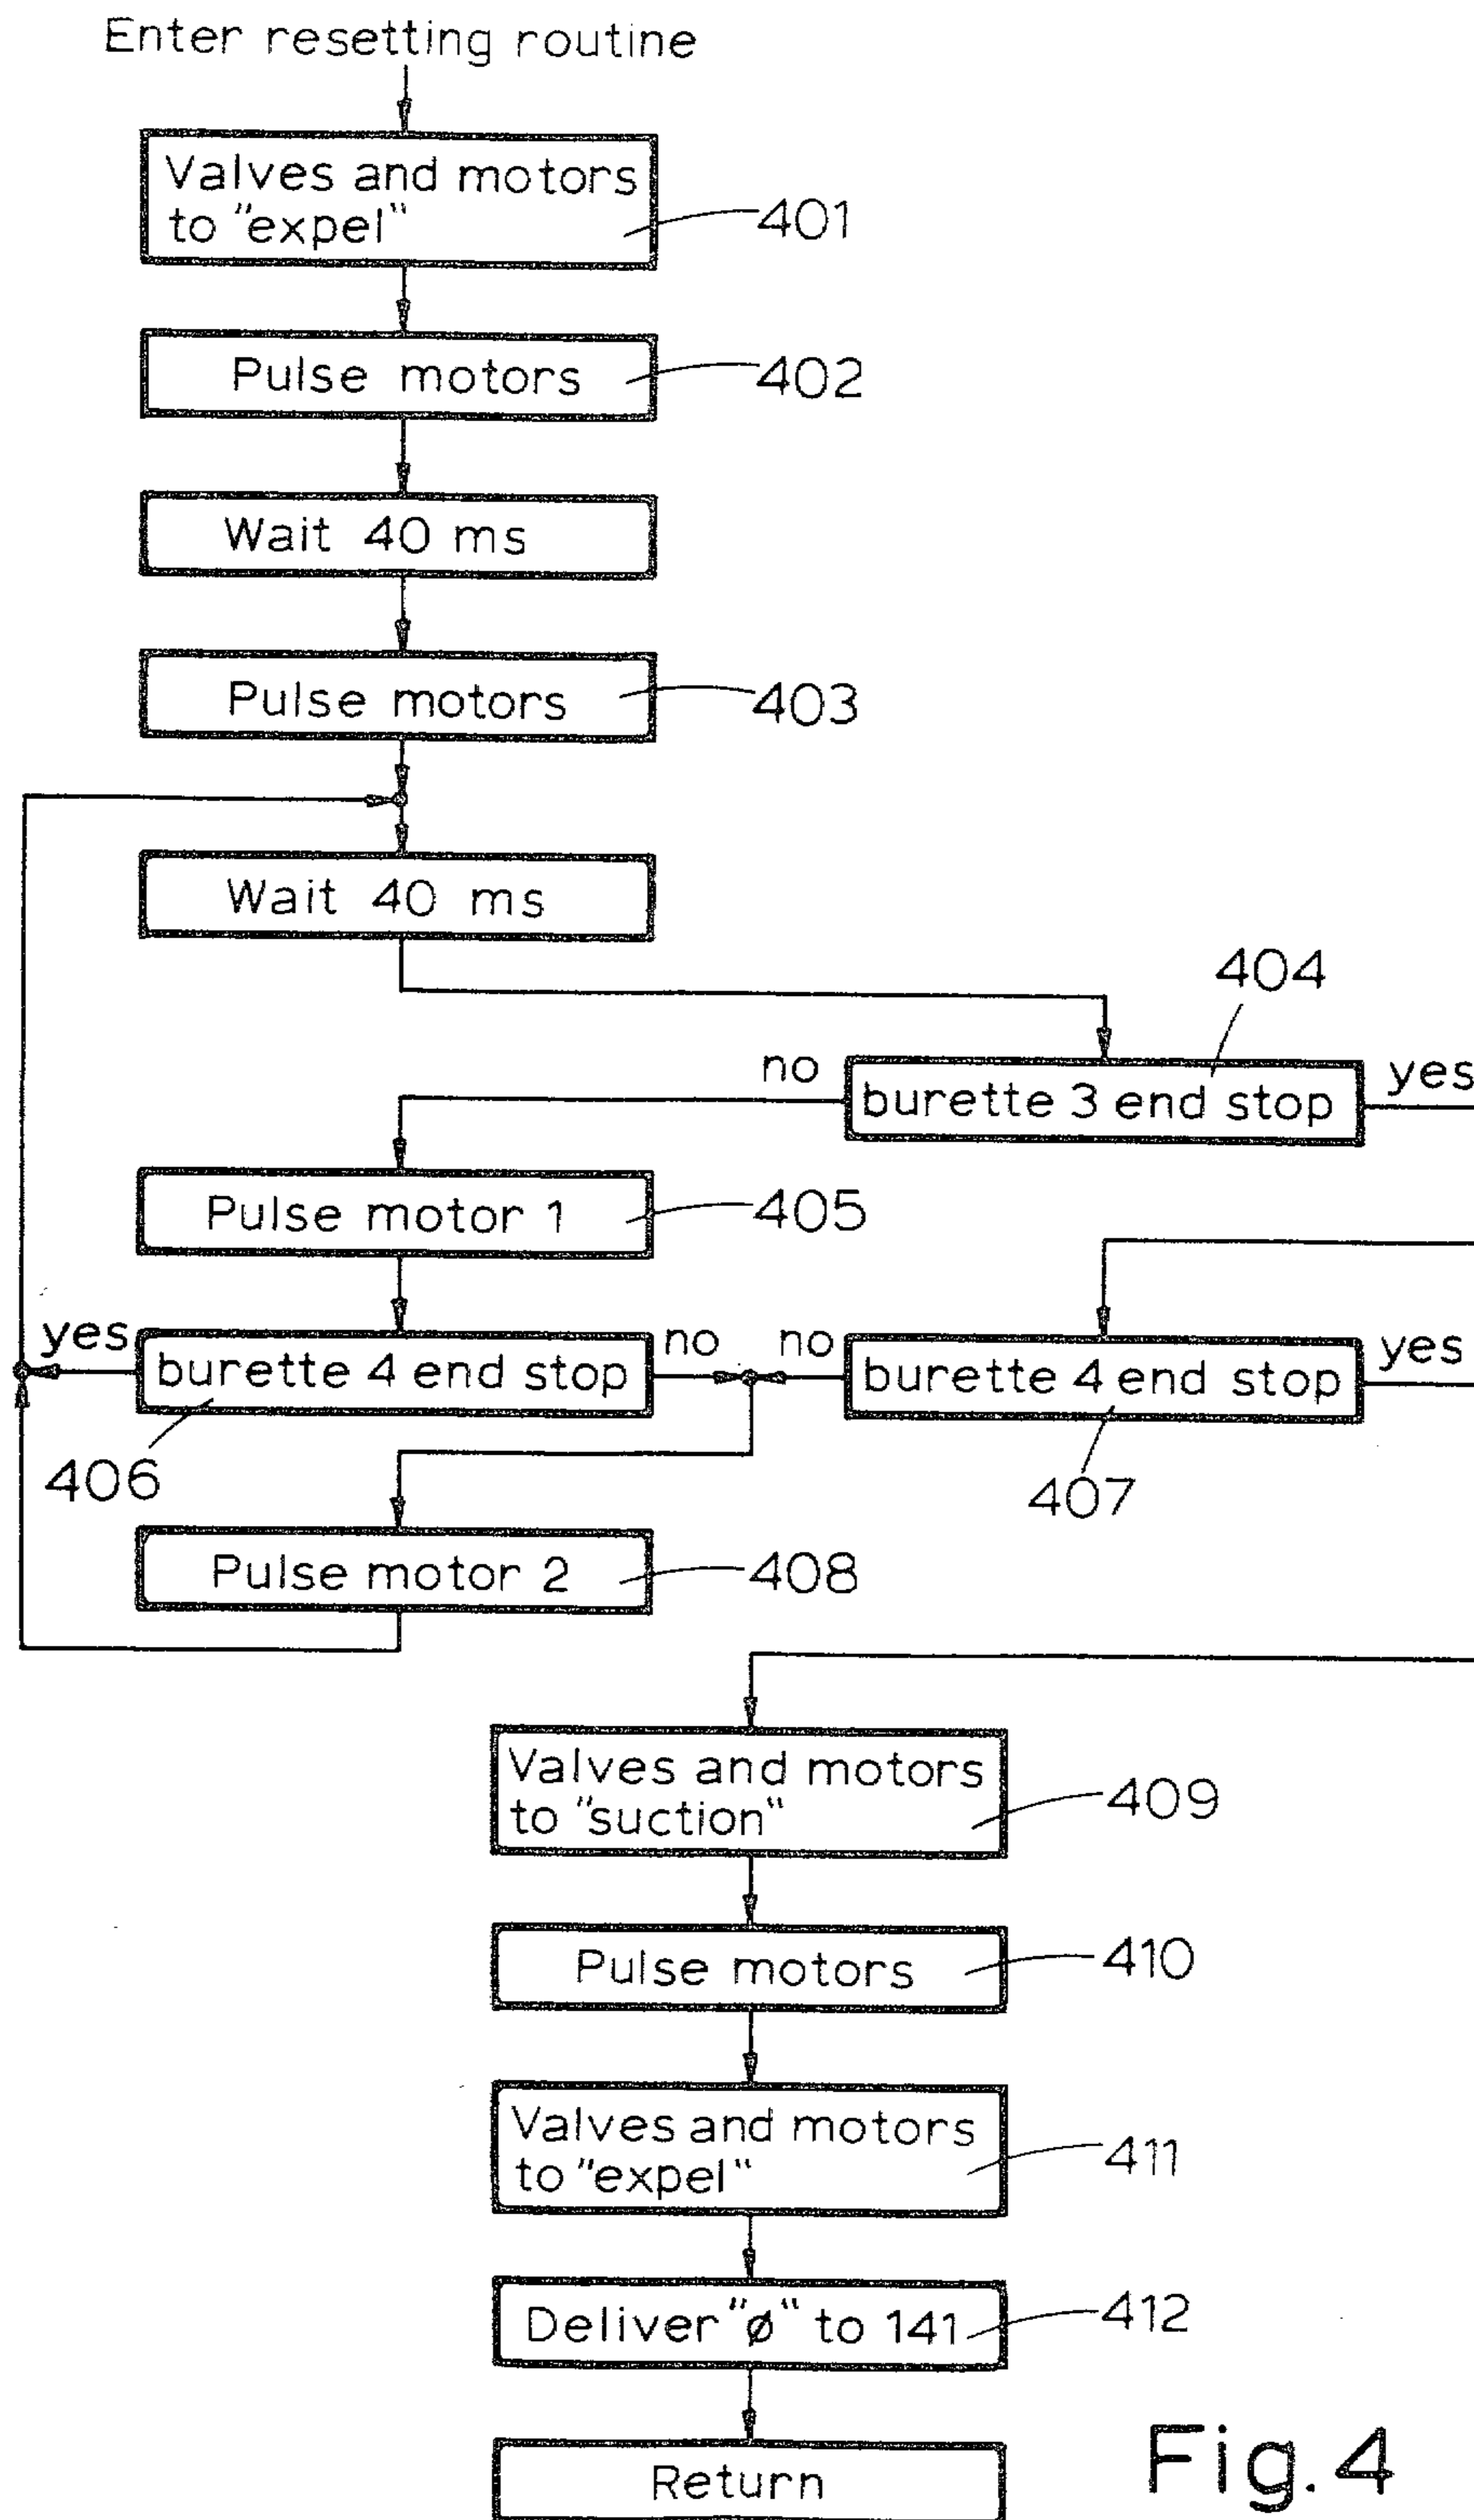 Enter resetting routine
Valves and motors
to "expel"
401
Pulse motors
402
Wait 40 ms
Pulse motors
403
Wait 40 ms
404
no
burette 3 end stop
yes
Pulse motor 1
405
yes
burette 4 end stop
no
no
burette 4 end stop
yes
406
407
Pulse motor 2
408
Valves and motors
to "suction"
409
Pulse motors
410
Valves and motors
to "expel"
411
Deliver "ø" to 141
412
Return
Fig. 4